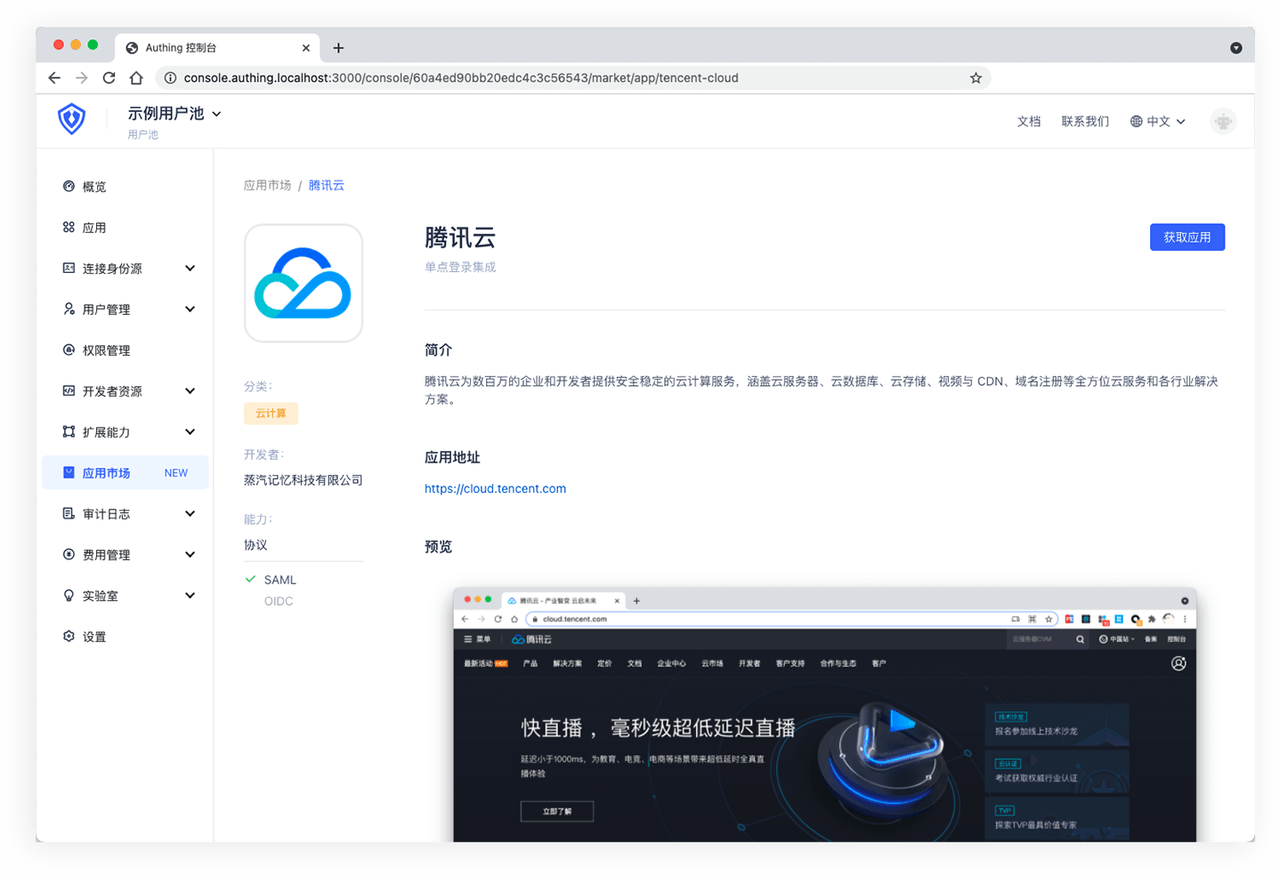 Authing 控制台
console.authing.localhost:3000/console/60a4ed90bb20edc4c3c56543/market/app/tencent-cloud
示例用户池
用户池
文档 联系我们 中文
概览
应用
连接身份源
用户管理
权限管理
开发者资源
扩展能力
应用市场 NEW
审计日志
费用管理
实验室
设置
应用市场 / 腾讯云
分类：
云计算
开发者：
蒸汽记忆科技有限公司
能力：
协议
SAML
OIDC
腾讯云
单点登录集成
获取应用
简介
腾讯云为数百万的企业和开发者提供安全稳定的云计算服务，涵盖云服务器、云数据库、云存储、视频与 CDN、域名注册等全方位云服务和各行业解决
方案。
应用地址
https://cloud.tencent.com
预览
腾讯云 - 产业智变 云启未来
cloud.tencent.com
菜单 腾讯云 云服务器CVM 中国站 备案 控制台
最新活动 HOT 产品 解决方案 定价 文档 企业中心 云市场 开发者 客户支持 合作与生态 客户
快直播，毫秒级超低延迟直播
延迟小于1000ms，为教育、电竞、电商等场景带来超低延时全真直
播体验
立即了解
技术沙龙
报名参加线上技术沙龙
云认证
考试获取权威行业认证
TVP
探索TVP最具价值专家